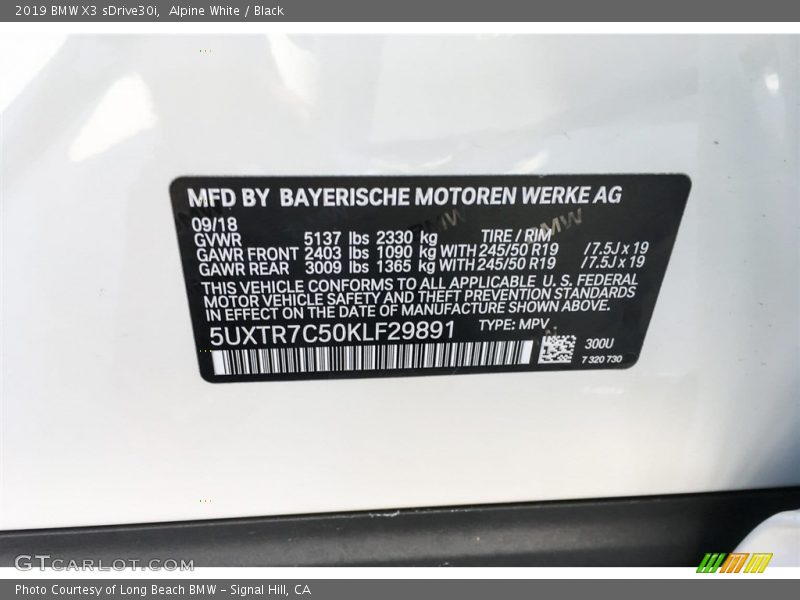 2019 BMW X3 sDrive30i, Alpine White / Black
MFD BY BAYERISCHE MOTOREN WERKE AG
09/18
GVWR 5137 lbs 2330 kg TIRE / RIM
GAWR FRONT 2403 lbs 1090 kg WITH 245/50 R19 /7.5J x 19
GAWR REAR 3009 lbs 1365 kg WITH 245/50 R19 /7.5J x 19
THIS VEHICLE CONFORMS TO ALL APPLICABLE U. S. FEDERAL
MOTOR VEHICLE SAFETY AND THEFT PREVENTION STANDARDS
IN EFFECT ON THE DATE OF MANUFACTURE SHOWN ABOVE.
5UXTR7C50KLF29891 TYPE: MPV
300U
7 320 730
GTCARLOT.COM
Photo Courtesy of Long Beach BMW - Signal Hill, CA